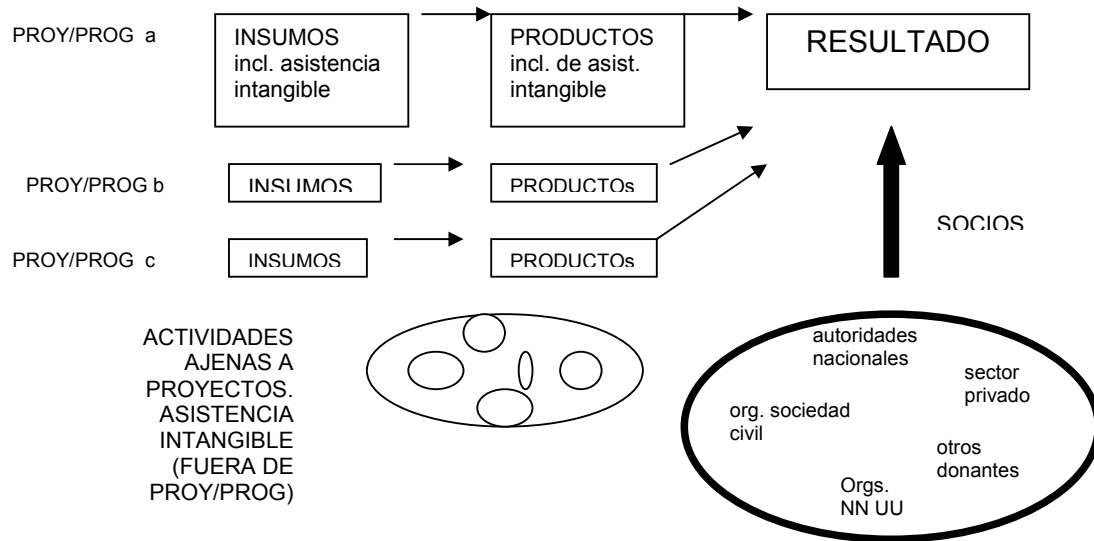 PROY/PROG a
INSUMOS
incl. asistencia
intangible
PRODUCTOS
incl. de asist.
intangible
RESULTADO
PROY/PROG b
INSUMOS
PRODUCTOs
SOCIOS
PROY/PROG c
INSUMOS
PRODUCTOs
ACTIVIDADES
AJENAS A
PROYECTOS.
ASISTENCIA
INTANGIBLE
(FUERA DE
PROY/PROG)
autoridades
nacionales
sector
privado
org. sociedad
civil
otros
donantes
Orgs.
NN UU